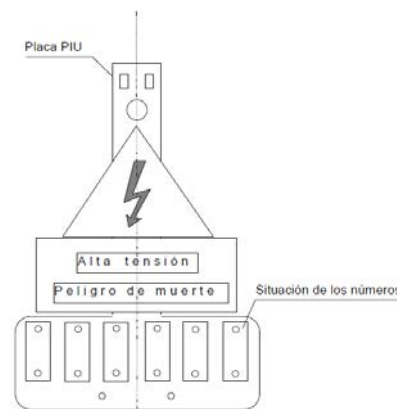 Placa PIU
Alta tensión
Peligro de muerte
Situación de los números